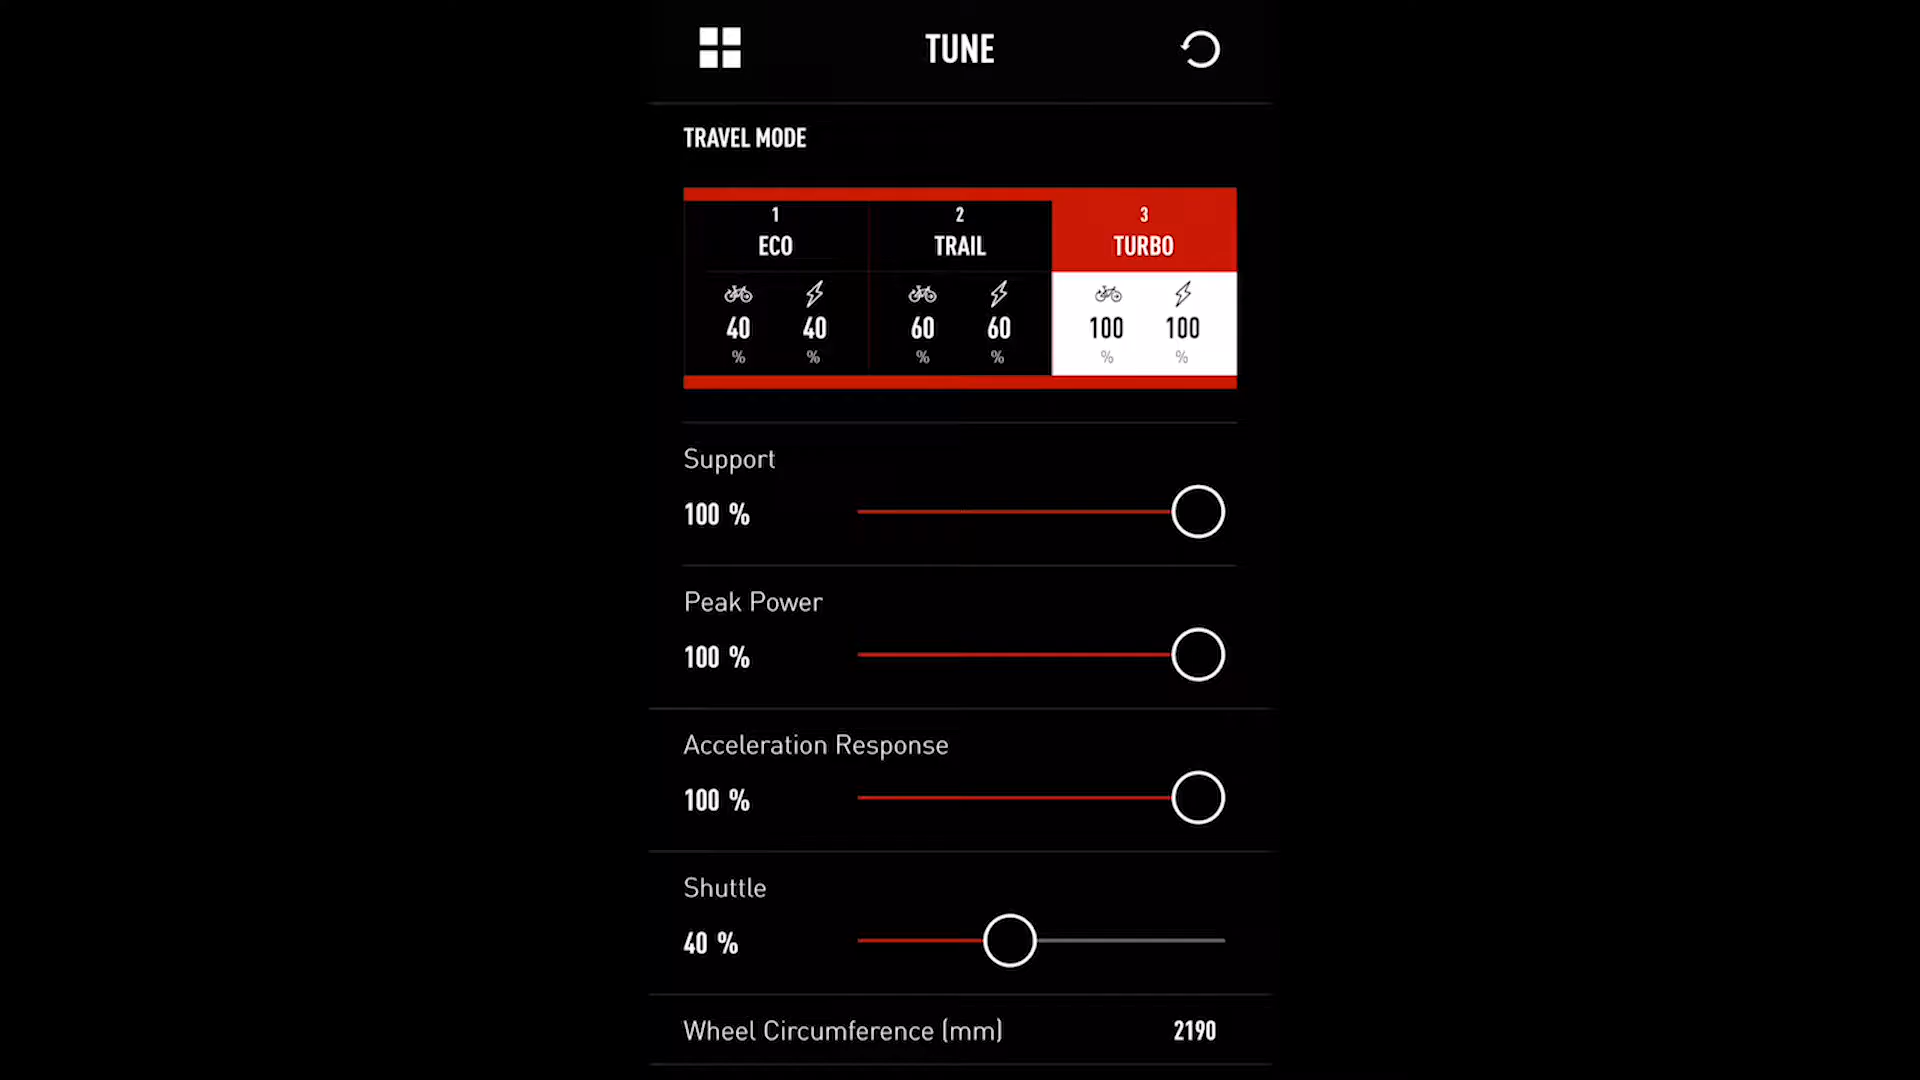 TUNE
TRAVEL MODE
1 2 3
ECO TRAIL TURBO
40 40 60 60 100 100
% % % % % %
Support
100 %
Peak Power
100 %
Acceleration Response
100 %
Shuttle
40 %
Wheel Circumference (mm) 2190